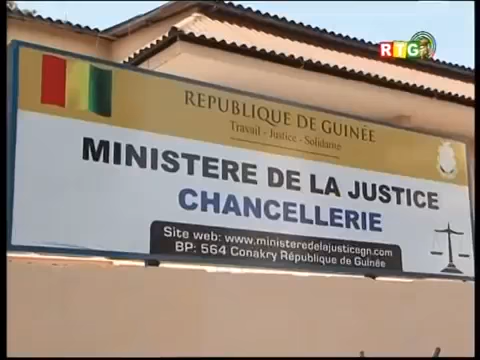 RTG
REPUBLIQUE DE GUINÉE
Travail - Justice - Solidarité
MINISTERE DE LA JUSTICE
CHANCELLERIE
Site web: www.ministeredelajusticegn.com
BP: 564 Conakry République de Guinée